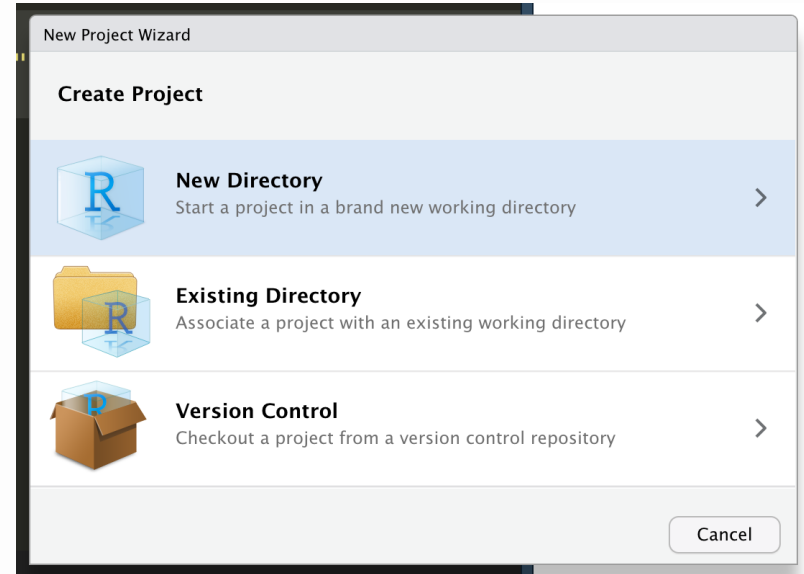 New Project Wizard
"
Create Project
R
New Directory
Start a project in a brand new working directory
R
Existing Directory
Associate a project with an existing working directory
R
Version Control
Checkout a project from a version control repository
Cancel